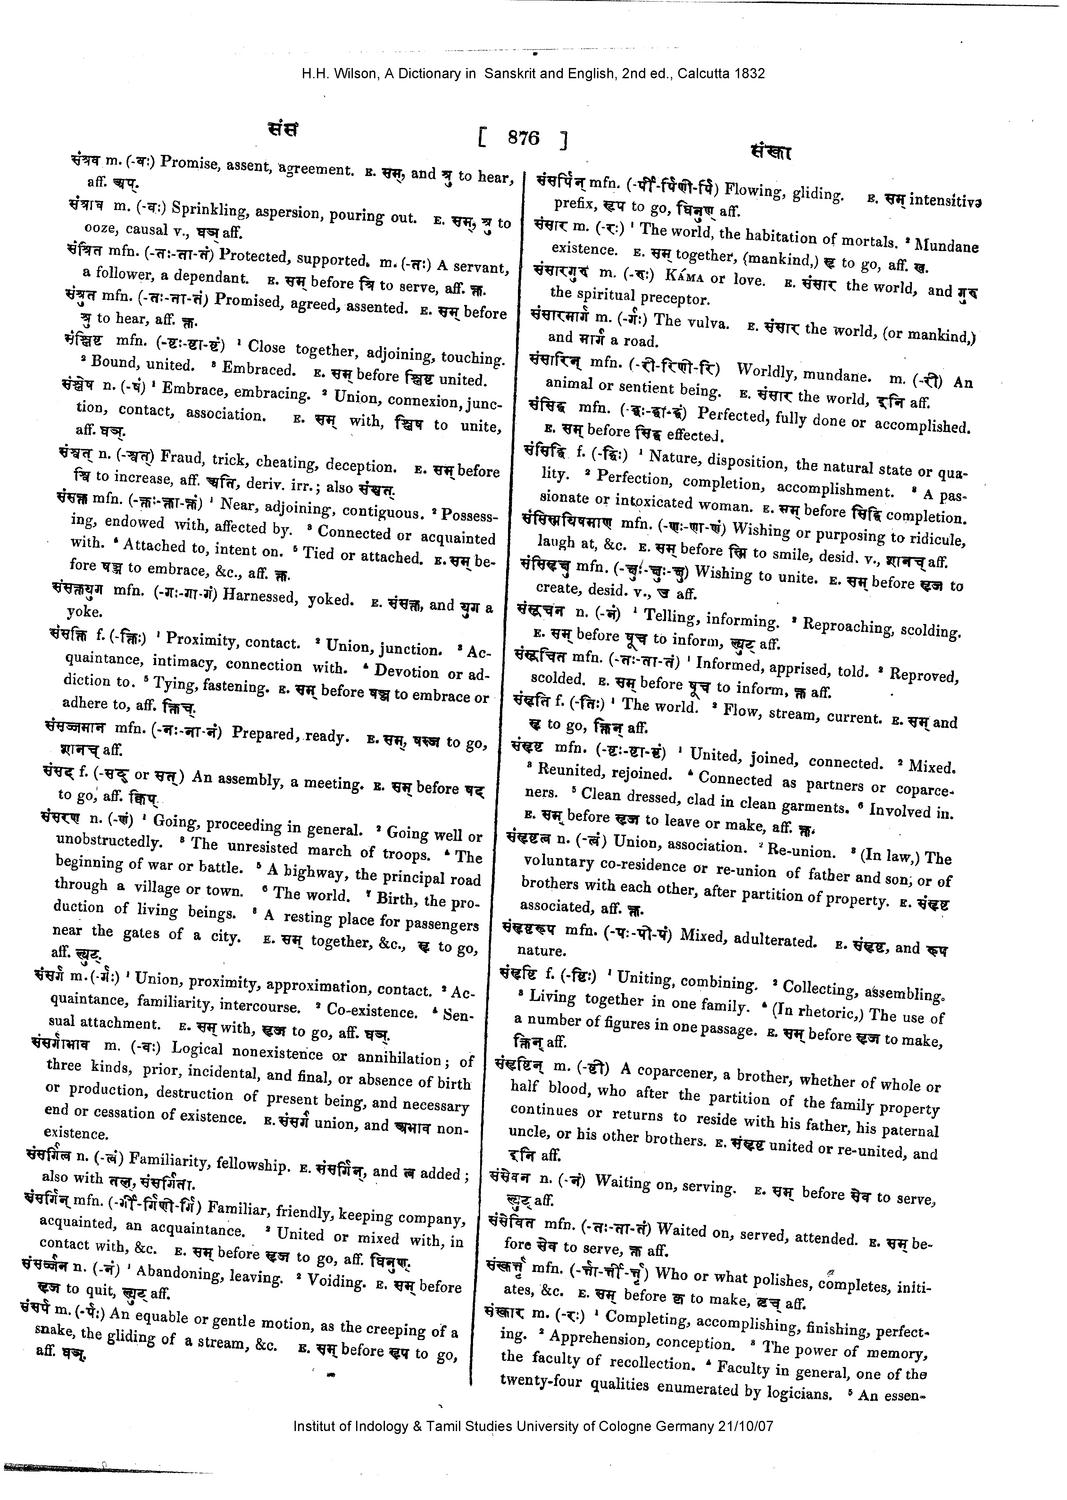 H.H. Wilson, A Dictionary in Sanskrit and English, 2nd ed., Calcutta 1832
संस
[ 876 ]
संस्का
संश्रव m. (-वः) Promise, assent, agreement. E. सम्, and श्रु to hear,
aff. अप्.
संश्राव m. (-वः) Sprinkling, aspersion, pouring out. E. सम्, श्रु to
ooze, causal v., घञ् aff.
संश्रित mfn. (-तः-ता-तं) Protected, supported. m. (-तः) A servant,
a follower, a dependant. E. सम् before श्रि to serve, aff. क्त.
संश्रुत mfn. (-तः-ता-तं) Promised, agreed, assented. E. सम् before
श्रु to hear, aff. क्त.
संश्लिष्ट mfn. (-ष्टः-ष्टा-ष्टं) ¹ Close together, adjoining, touching.
² Bound, united. ³ Embraced. E. सम् before श्लिष्ट united.
संश्लेष n. (-षं) ¹ Embrace, embracing. ² Union, connexion, junc-
tion, contact, association. E. सम् with, श्लिष to unite,
aff. घञ्.
संश्चत् n. (-श्चत्) Fraud, trick, cheating, deception. E. सम् before
श्चि to increase, aff. अति, deriv. irr.; also संश्चत्.
संसक्त mfn. (-क्तः-क्ता-क्तं) ¹ Near, adjoining, contiguous. ² Possess-
ing, endowed with, affected by. ³ Connected or acquainted
with. ⁴ Attached to, intent on. ⁵ Tied or attached. E. सम् be-
fore षञ्ज to embrace, &c., aff. क्त.
संसक्तयुग mfn. (-गः-गा-गं) Harnessed, yoked. E. संसक्त, and युग a
yoke.
संसक्ति f. (-क्तिः) ¹ Proximity, contact. ² Union, junction. ³ Ac-
quaintance, intimacy, connection with. ⁴ Devotion or ad-
diction to. ⁵ Tying, fastening. E. सम् before षञ्ज to embrace or
adhere to, aff. क्तिच्.
संसज्जमान mfn. (-नः-ना-नं) Prepared, ready. E. सम्, षस्ज to go,
शानच् aff.
संसद् f. (-सद् or सत्) An assembly, a meeting. E. सम् before षद
to go, aff. क्विप्.
संसरण n. (-णं) ¹ Going, proceeding in general. ² Going well or
unobstructedly. ³ The unresisted march of troops. ⁴ The
beginning of war or battle. ⁵ A highway, the principal road
through a village or town. ⁶ The world. ⁷ Birth, the pro-
duction of living beings. ⁸ A resting place for passengers
near the gates of a city. E. सम् together, &c., सृ to go,
aff. ल्युट्.
संसर्ग m. (-र्गः) ¹ Union, proximity, approximation, contact. ² Ac-
quaintance, familiarity, intercourse. ³ Co-existence. ⁴ Sen-
sual attachment. E. सम् with, सृज to go, aff. घञ्.
संसर्गाभाव m. (-वः) Logical nonexistence or annihilation; of
three kinds, prior, incidental, and final, or absence of birth
or production, destruction of present being, and necessary
end or cessation of existence. E. संसर्ग union, and अभाव non-
existence.
संसर्गित्व n. (-त्वं) Familiarity, fellowship. E. संसर्गिन्, and त्व added;
also with तल्, संसर्गिता.
संसर्गिन् mfn. (-र्गी-र्गिणी-र्गि) Familiar, friendly, keeping company,
acquainted, an acquaintance. ² United or mixed with, in
contact with, &c. E. सम् before सृज to go, aff. घिनुण्.
संसर्जन n. (-नं) ¹ Abandoning, leaving. ² Voiding. E. सम् before
सृज to quit, ल्युट् aff.
संसर्प m. (-र्पः) An equable or gentle motion, as the creeping of a
snake, the gliding of a stream, &c. E. सम् before सृप to go,
aff. घञ्.
संसर्पिन् mfn. (-र्पी-र्पिणी-र्पि) Flowing, gliding. E. सम् intensitive
prefix, सृप to go, घिनुण् aff.
संसार m. (-रः) ¹ The world, the habitation of mortals. ² Mundane
existence. E. सम् together, (mankind,) सृ to go, aff. ख.
संसारगुरु m. (-रुः) KÁMA or love. E. संसार the world, and गुरु
the spiritual preceptor.
संसारमार्ग m. (-र्गः) The vulva. E. संसार the world, (or mankind,)
and मार्ग a road.
संसारिन् mfn. (-री-रिणी-रि) Worldly, mundane. m. (-री) An
animal or sentient being. E. संसार the world, इनि aff.
संसिद्ध mfn. (-द्धः-द्धा-द्धं) Perfected, fully done or accomplished.
E. सम् before सिद्ध effected.
संसिद्धि f. (-द्धिः) ¹ Nature, disposition, the natural state or qua-
lity. ² Perfection, completion, accomplishment. ³ A pas-
sionate or intoxicated woman. E. सम् before सिद्धि completion.
संसिस्मयिषमाण mfn. (-णः-णा-णं) Wishing or purposing to ridicule,
laugh at, &c. E. सम् before स्मि to smile, desid. v., शानच् aff.
संसिसृक्षु mfn. (-क्षुः-क्षुः-क्षु) Wishing to unite. E. सम् before सृज to
create, desid. v., उ aff.
संसूचन n. (-नं) ¹ Telling, informing. ² Reproaching, scolding.
E. सम् before षूच to inform, ल्युट् aff.
संसूचित mfn. (-तः-ता-तं) ¹ Informed, apprised, told. ² Reproved,
scolded. E. सम् before षूच to inform, क्त aff.
संसृति f. (-तिः) ¹ The world. ² Flow, stream, current. E. सम् and
सृ to go, क्तिन् aff.
संसृष्ट mfn. (-ष्टः-ष्टा-ष्टं) ¹ United, joined, connected. ² Mixed.
³ Reunited, rejoined. ⁴ Connected as partners or coparce-
ners. ⁵ Clean dressed, clad in clean garments. ⁶ Involved in.
E. सम् before सृज to leave or make, aff. क्त.
संसृष्टत्व n. (-त्वं) Union, association. ² Re-union. ³ (In law,) The
voluntary co-residence or re-union of father and son, or of
brothers with each other, after partition of property. E. संसृष्ट
associated, aff. त्व.
संसृष्टरूप mfn. (-पः-पी-पं) Mixed, adulterated. E. संसृष्ट, and रूप
nature.
संसृष्टि f. (-ष्टिः) ¹ Uniting, combining. ² Collecting, assembling.
³ Living together in one family. ⁴ (In rhetoric,) The use of
a number of figures in one passage. E. सम् before सृज to make,
क्तिन् aff.
संसृष्टिन् m. (-ष्टी) A coparcener, a brother, whether of whole or
half blood, who after the partition of the family property
continues or returns to reside with his father, his paternal
uncle, or his other brothers. E. संसृष्ट united or re-united, and
इनि aff.
संसेवन n. (-नं) Waiting on, serving. E. सम् before सेव to serve,
ल्युट् aff.
संसेवित mfn. (-तः-ता-तं) Waited on, served, attended. E. सम् be-
fore सेव to serve, क्त aff.
संस्कर्त्तृ mfn. (-र्त्ता-र्त्त्री-र्त्तृ) Who or what polishes, completes, initi-
ates, &c. E. सम् before कृ to make, तृच् aff.
संस्कार m. (-रः) ¹ Completing, accomplishing, finishing, perfect-
ing. ² Apprehension, conception. ³ The power of memory,
the faculty of recollection. ⁴ Faculty in general, one of the
twenty-four qualities enumerated by logicians. ⁵ An essen-
Institut of Indology & Tamil Studies University of Cologne Germany 21/10/07